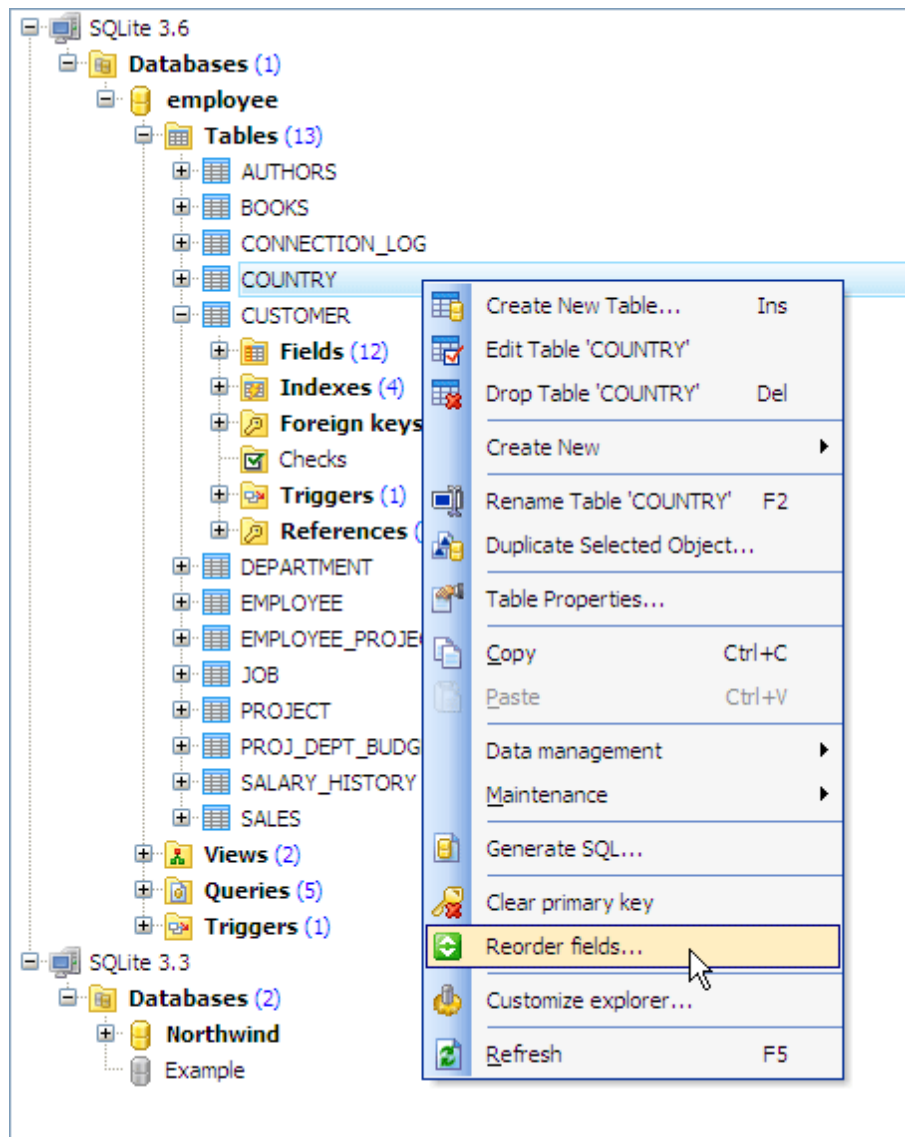 SQLite 3.6
Databases (1)
employee
Tables (13)
AUTHORS
BOOKS
CONNECTION_LOG
COUNTRY
CUSTOMER
Fields (12)
Indexes (4)
Foreign keys
Checks
Triggers (1)
References (
DEPARTMENT
EMPLOYEE
EMPLOYEE_PROJE
JOB
PROJECT
PROJ_DEPT_BUDG
SALARY_HISTORY
SALES
Views (2)
Queries (5)
Triggers (1)
SQLite 3.3
Databases (2)
Northwind
Example
Create New Table... Ins
Edit Table 'COUNTRY'
Drop Table 'COUNTRY' Del
Create New
Rename Table 'COUNTRY' F2
Duplicate Selected Object...
Table Properties...
Copy Ctrl+C
Paste Ctrl+V
Data management
Maintenance
Generate SQL...
Clear primary key
Reorder fields...
Customize explorer...
Refresh F5